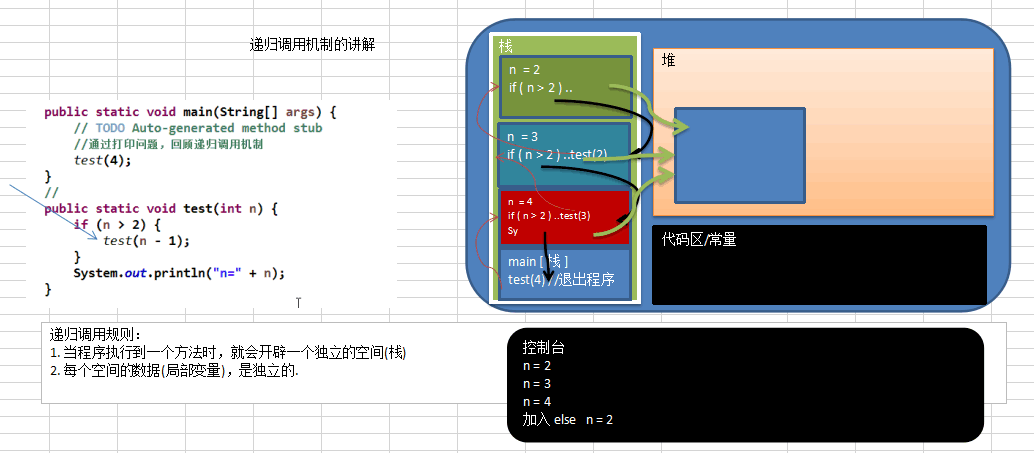 递归调用机制的讲解
public static void main(String[] args) {
// TODO Auto-generated method stub
//通过打印问题，回顾递归调用机制
test(4);
}
//
public static void test(int n) {
if (n > 2) {
test(n - 1);
}
System.out.println("n=" + n);
}
栈
n = 2
if ( n > 2 ) ..
n = 3
if ( n > 2 ) ..test(2)
n = 4
if ( n > 2 ) ..test(3)
Sy
main [ 栈 ]
test(4) //退出程序
堆
代码区/常量
递归调用规则：
1. 当程序执行到一个方法时，就会开辟一个独立的空间(栈)
2. 每个空间的数据(局部变量)，是独立的.
控制台
n = 2
n = 3
n = 4
加入 else n = 2